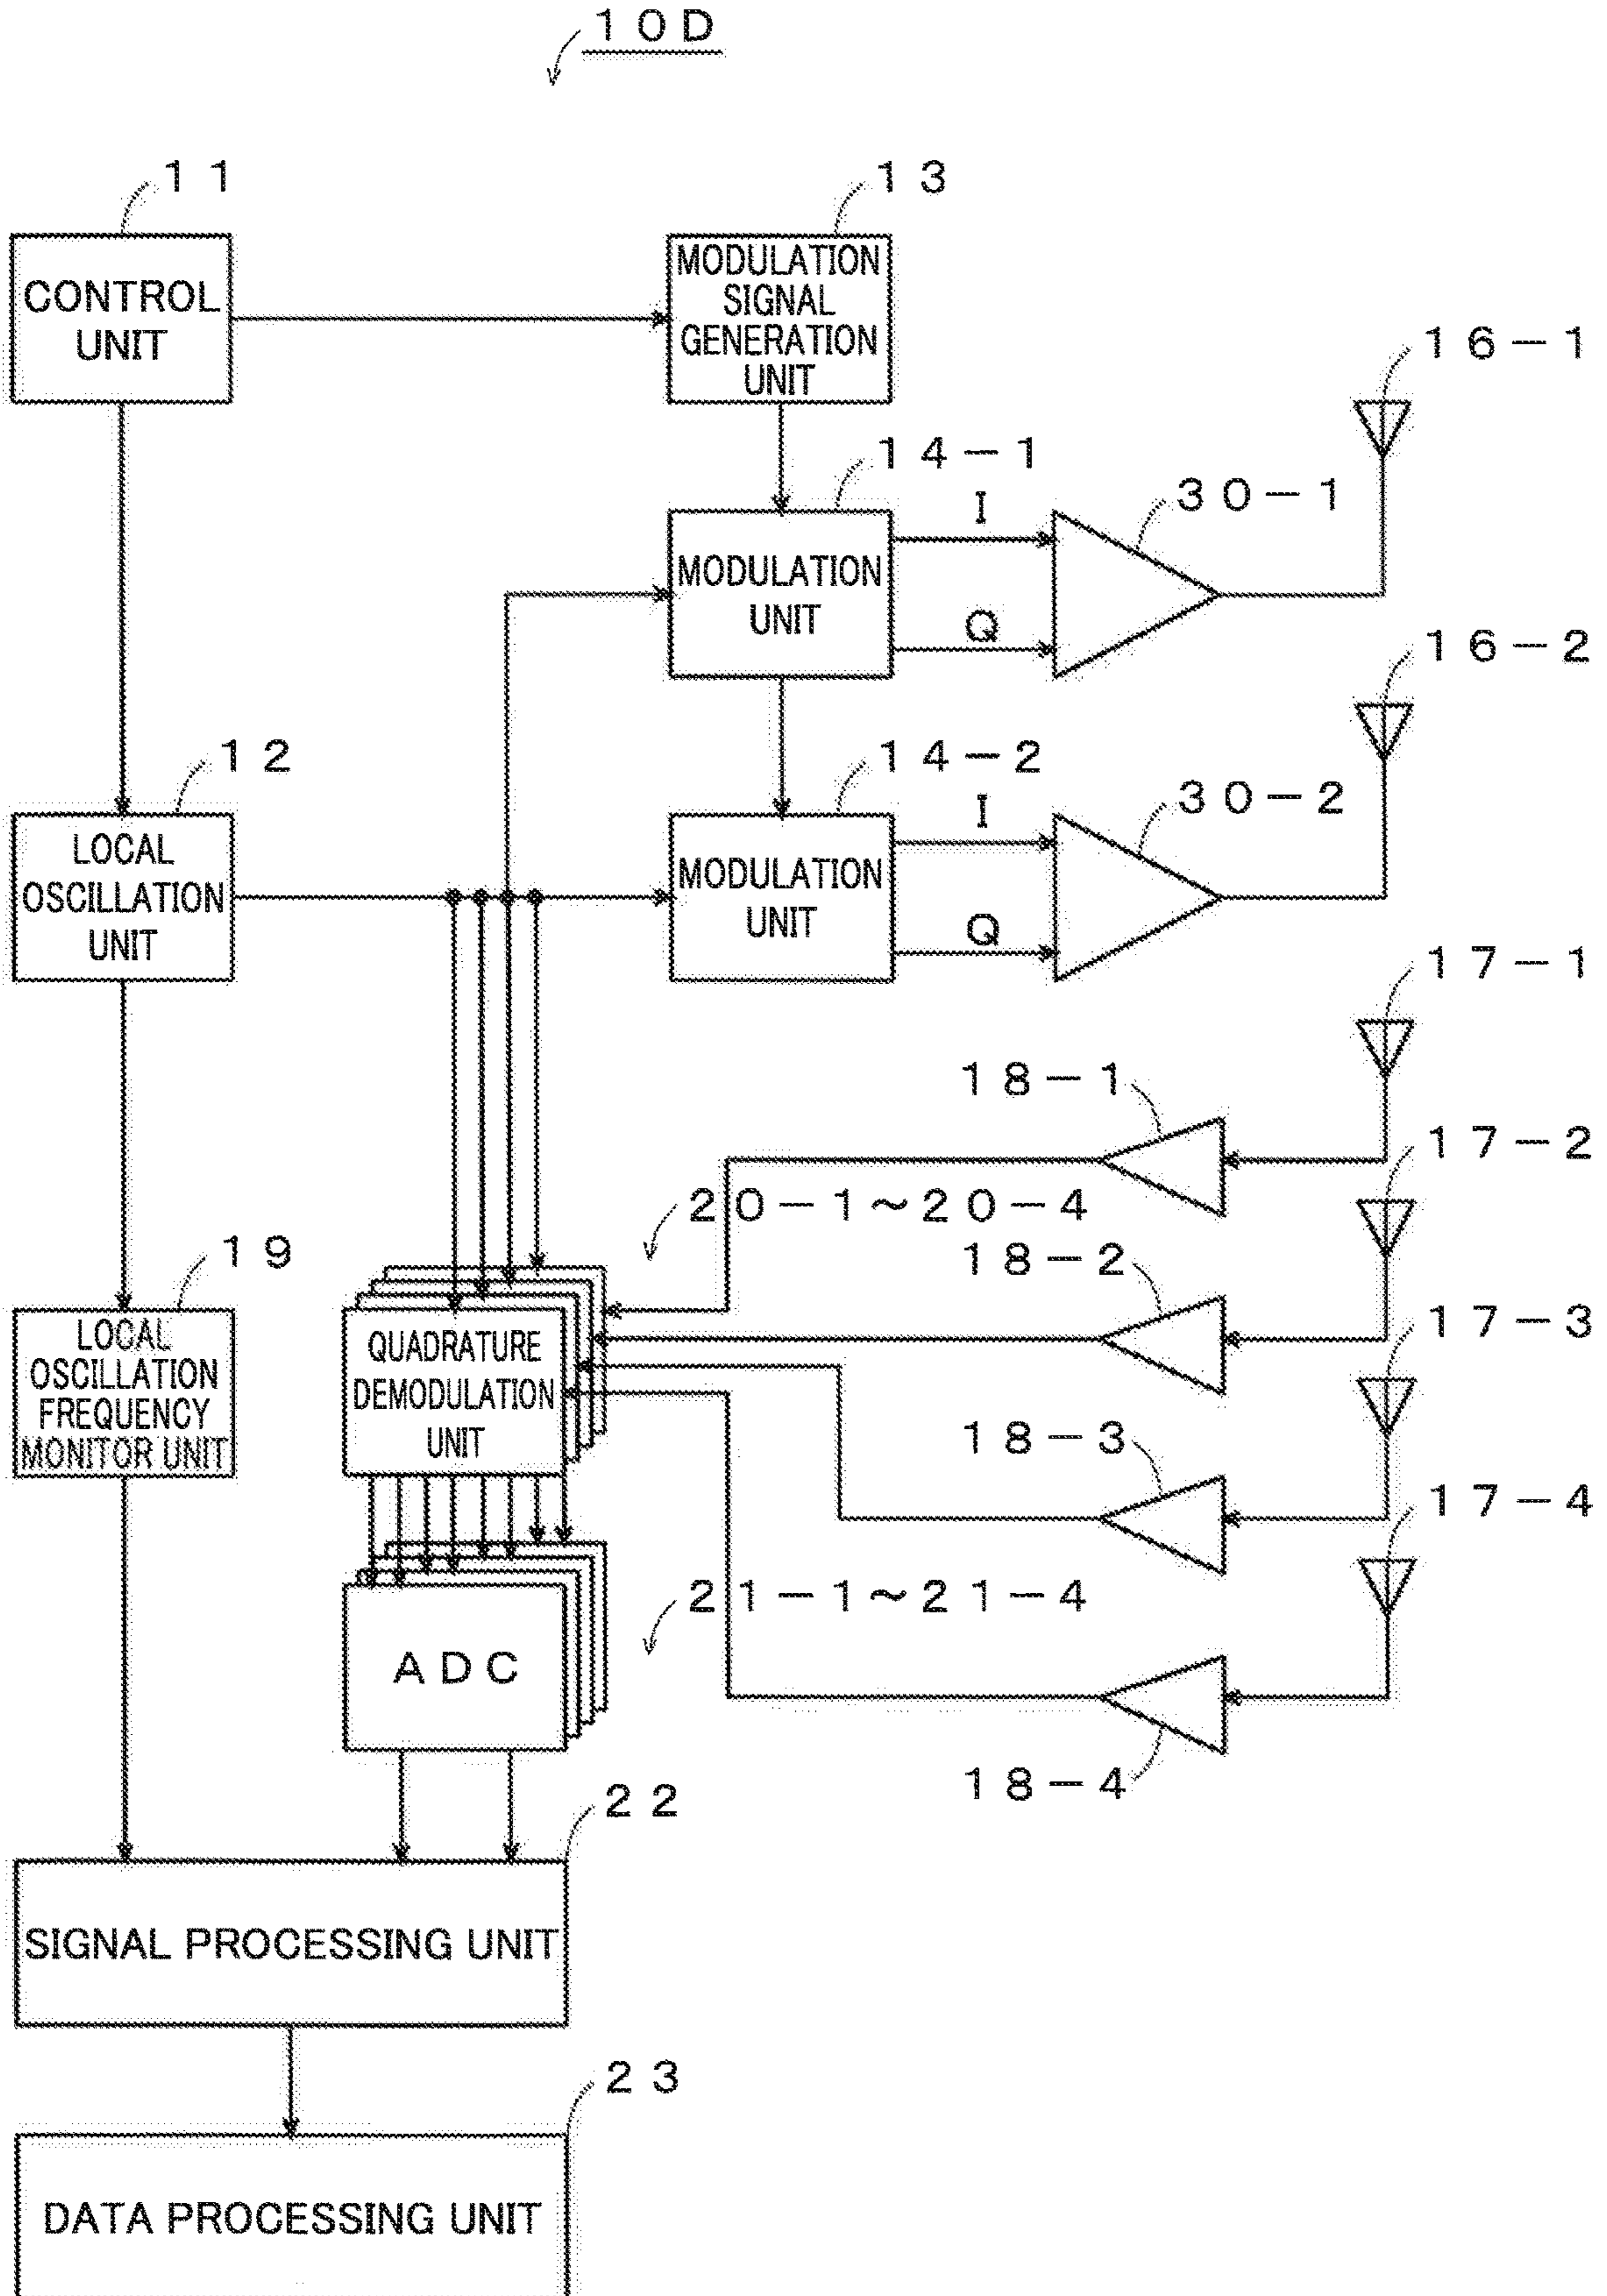 10D
11
13
CONTROL
UNIT
MODULATION
SIGNAL
GENERATION
UNIT
16-1
14-1
I
30-1
MODULATION
UNIT
Q
16-2
12
14-2
I
30-2
LOCAL
OSCILLATION
UNIT
MODULATION
UNIT
Q
17-1
18-1
17-2
20-1~20-4
19
18-2
LOCAL
OSCILLATION
FREQUENCY
MONITOR UNIT
QUADRATURE
DEMODULATION
UNIT
17-3
18-3
17-4
21-1~21-4
ADC
18-4
22
SIGNAL PROCESSING UNIT
23
DATA PROCESSING UNIT